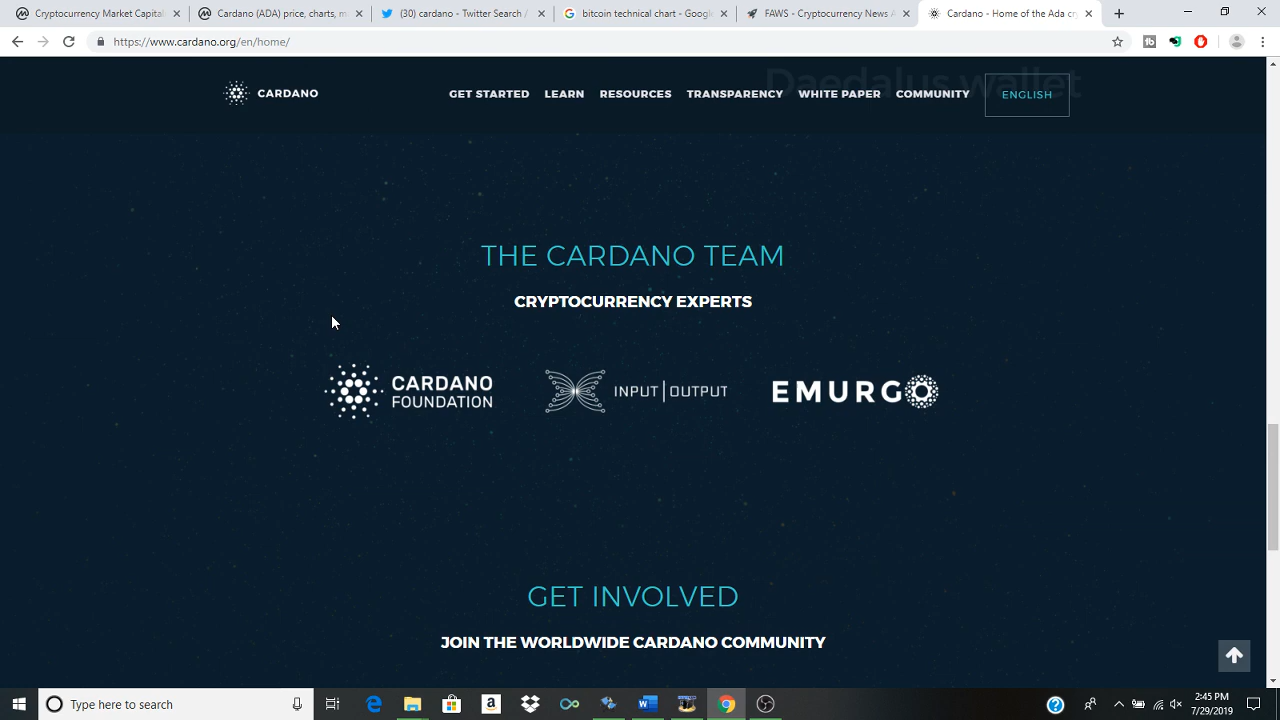 Cryptocurrency Market Capital
Cardano (ADA) price, charts, m
(30) cardano - Twitter Search /
bitcoin technical chart - Google
FAWS - Cryptocurrency News A
Cardano - Home of the Ada cr
https://www.cardano.org/en/home/
Daedalus wallet
CARDANO
GET STARTED
LEARN
RESOURCES
TRANSPARENCY
WHITE PAPER
COMMUNITY
ENGLISH
THE CARDANO TEAM
CRYPTOCURRENCY EXPERTS
CARDANO
FOUNDATION
INPUT|OUTPUT
EMURGO
GET INVOLVED
JOIN THE WORLDWIDE CARDANO COMMUNITY
Type here to search
2:45 PM
7/29/2019